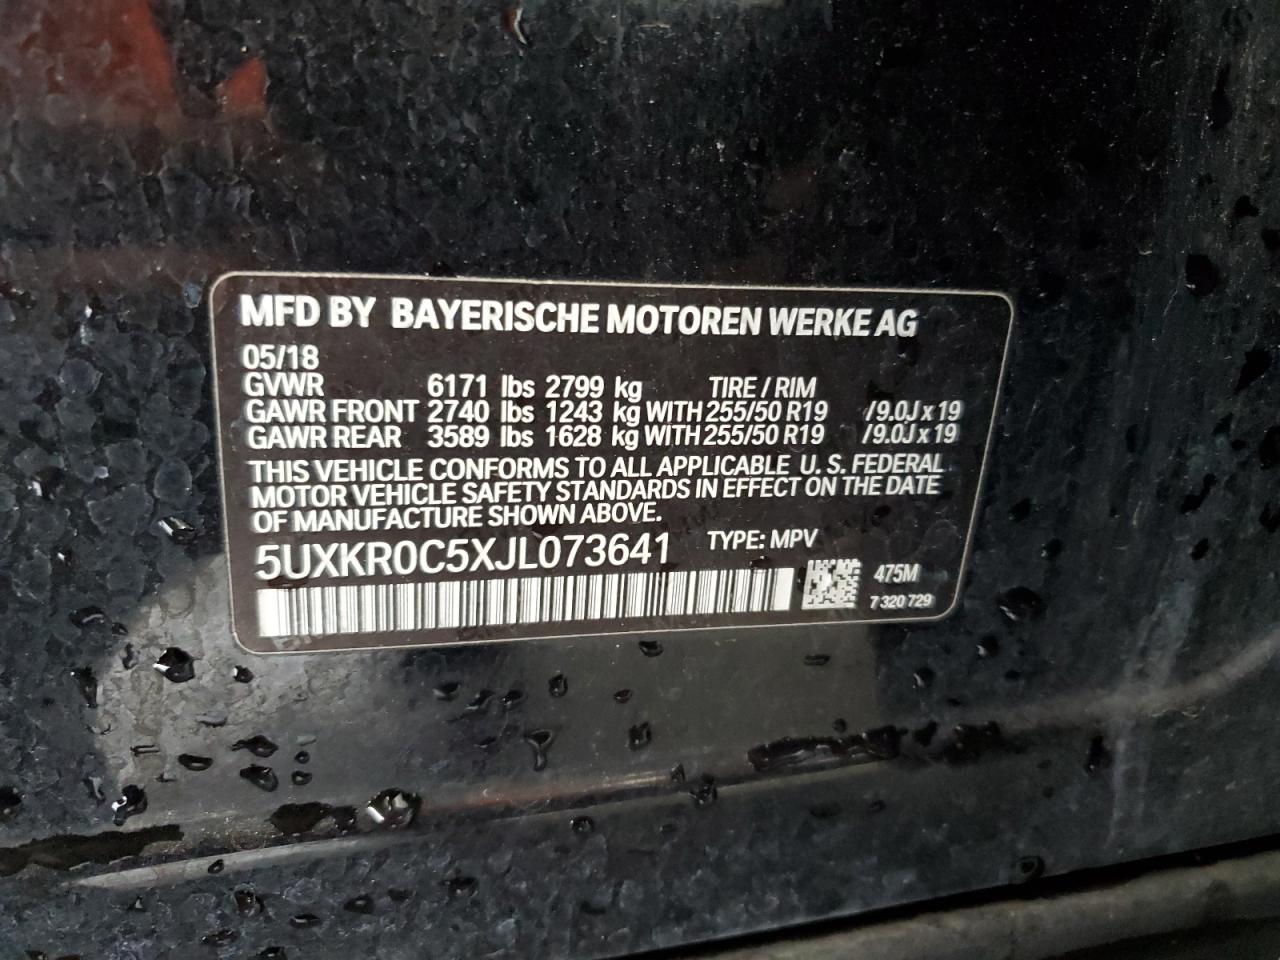 MFD BY BAYERISCHE MOTOREN WERKE AG
05/18
GVWR 6171 lbs 2799 kg TIRE / RIM
GAWR FRONT 2740 lbs 1243 kg WITH 255/50 R19 /9.0J x 19
GAWR REAR 3589 lbs 1628 kg WITH 255/50 R19 /9.0J x 19
THIS VEHICLE CONFORMS TO ALL APPLICABLE U. S. FEDERAL
MOTOR VEHICLE SAFETY STANDARDS IN EFFECT ON THE DATE
OF MANUFACTURE SHOWN ABOVE.
5UXKR0C5XJL073641 TYPE: MPV
475M
7 320 729